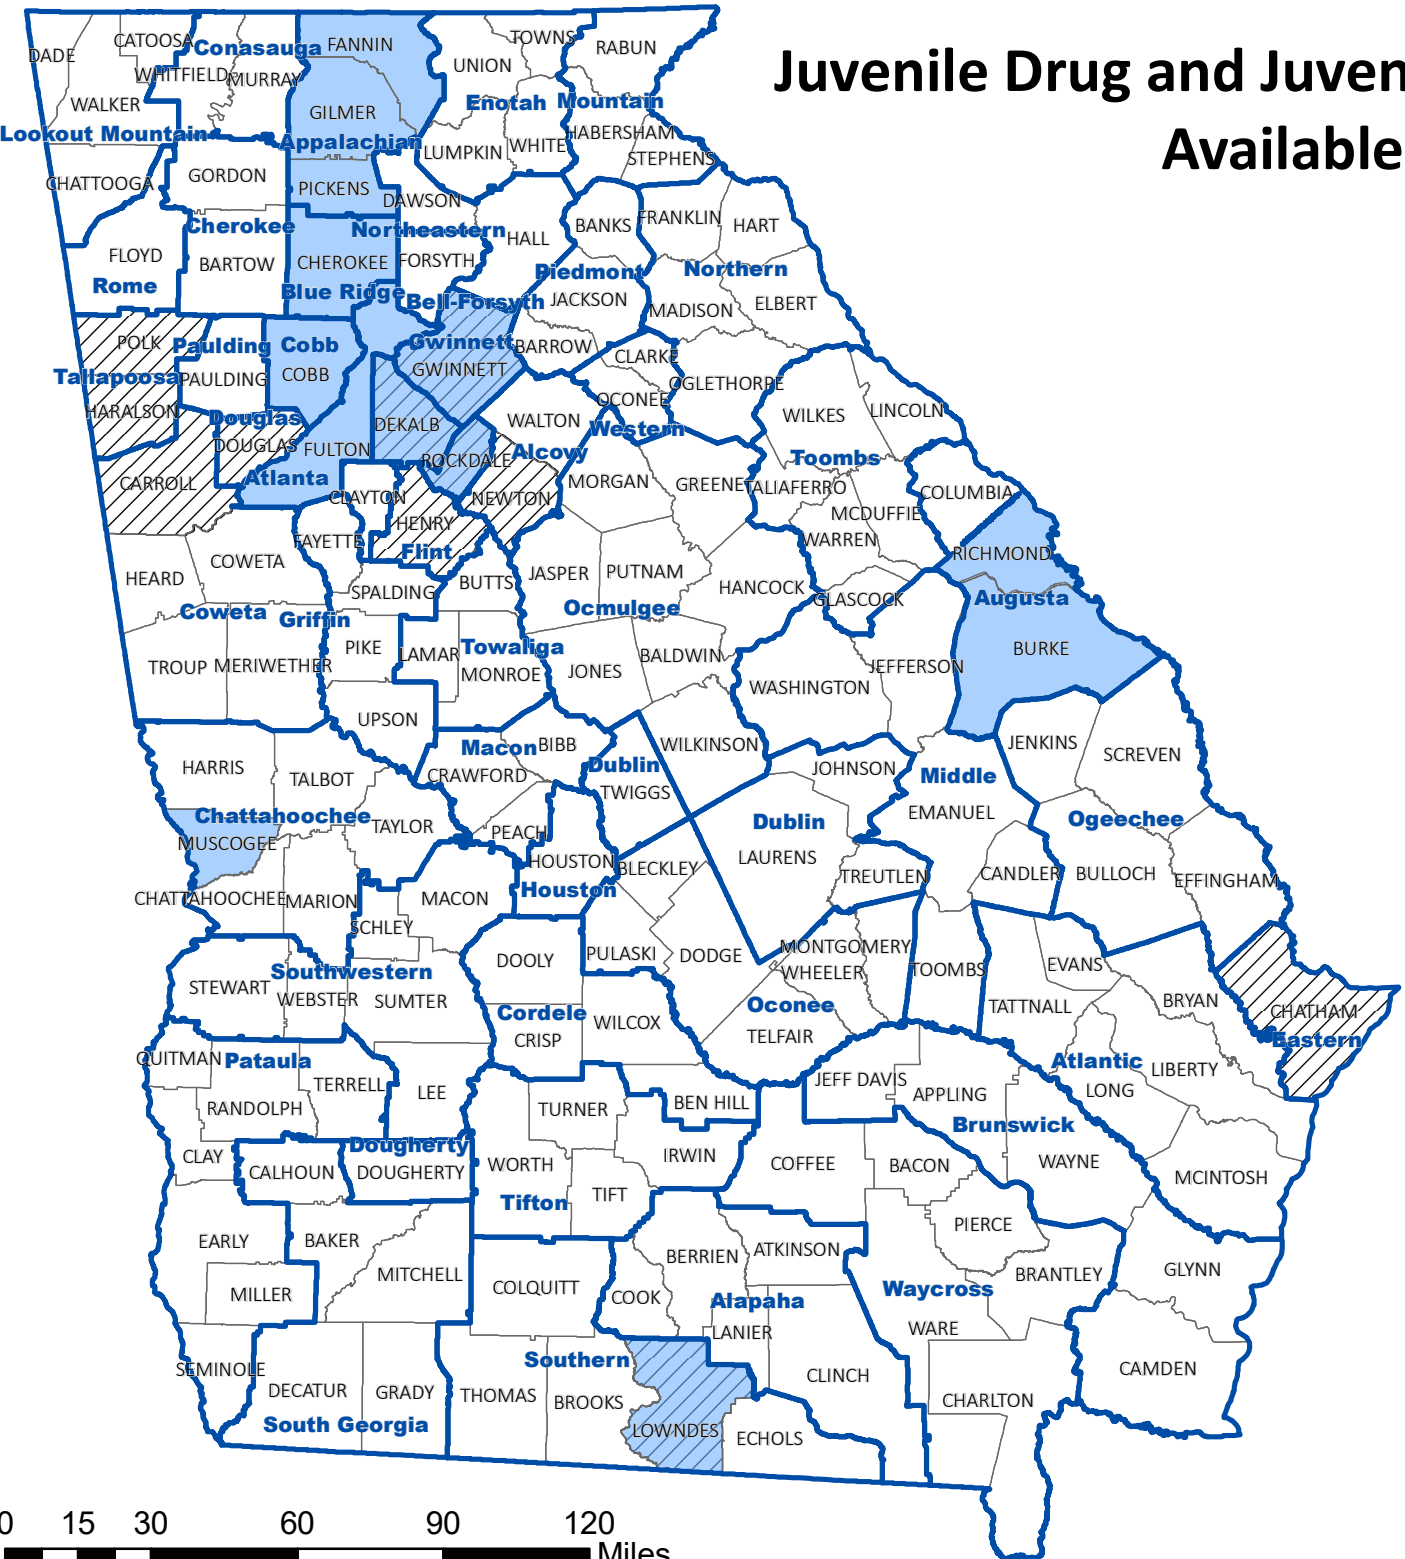 Juvenile Drug and Juven
Available
DADE
CATOOSA
Conasauga
FANNIN
TOWNS
RABUN
WHITFIELD
MURRAY
UNION
WALKER
GILMER
Enotah
Mountain
Lookout Mountain
Appalachian
HABERSHAM
LUMPKIN
WHITE
STEPHENS
CHATTOOGA
GORDON
PICKENS
DAWSON
Cherokee
Northeastern
HALL
BANKS
FRANKLIN
HART
FLOYD
BARTOW
CHEROKEE
FORSYTH
Rome
Blue Ridge
Bell-Forsyth
Piedmont
Northern
JACKSON
MADISON
ELBERT
POLK
Paulding
Cobb
Gwinnett
BARROW
CLARKE
Tallapoosa
PAULDING
COBB
GWINNETT
OGLETHORPE
HARALSON
Douglas
DEKALB
WALTON
OCONEE
WILKES
LINCOLN
DOUGLAS
FULTON
ROCKDALE
Alcovy
Western
Toombs
CARROLL
Atlanta
CLAYTON
NEWTON
MORGAN
GREENE
TALIAFERRO
COLUMBIA
HENRY
MCDUFFIE
FAYETTE
Flint
WARREN
RICHMOND
HEARD
COWETA
SPALDING
BUTTS
JASPER
PUTNAM
HANCOCK
GLASCOCK
Augusta
Coweta
Griffin
Ocmulgee
TROUP
MERIWETHER
PIKE
LAMAR
Towaliga
MONROE
JONES
BALDWIN
WASHINGTON
JEFFERSON
BURKE
UPSON
HARRIS
TALBOT
Macon
BIBB
CRAWFORD
Dublin
TWIGGS
WILKINSON
JOHNSON
Middle
JENKINS
SCREVEN
Chattahoochee
MUSCOGEE
TAYLOR
PEACH
Dublin
EMANUEL
Ogeechee
HOUSTON
BLECKLEY
LAURENS
TREUTLEN
CANDLER
BULLOCH
EFFINGHAM
CHATTAHOOCHEE
MARION
MACON
Houston
SCHLEY
DOOLY
PULASKI
DODGE
MONTGOMERY
WHEELER
TOOMBS
EVANS
STEWART
Southwestern
WEBSTER
SUMTER
Cordele
CRISP
WILCOX
Oconee
TELFAIR
TATTNALL
BRYAN
CHATHAM
Eastern
QUITMAN
Pataula
TERRELL
LEE
Atlantic
LIBERTY
RANDOLPH
TURNER
BEN HILL
JEFF DAVIS
APPLING
LONG
Brunswick
CLAY
CALHOUN
Dougherty
DOUGHERTY
WORTH
IRWIN
COFFEE
BACON
WAYNE
MCINTOSH
Tifton
TIFT
EARLY
BAKER
BERRIEN
ATKINSON
PIERCE
MILLER
MITCHELL
COLQUITT
COOK
Alapaha
Waycross
BRANTLEY
GLYNN
LANIER
WARE
SEMINOLE
DECATUR
GRADY
Southern
THOMAS
BROOKS
CLINCH
CHARLTON
CAMDEN
South Georgia
LOWNDES
ECHOLS
0 15 30 60 90 120
Miles